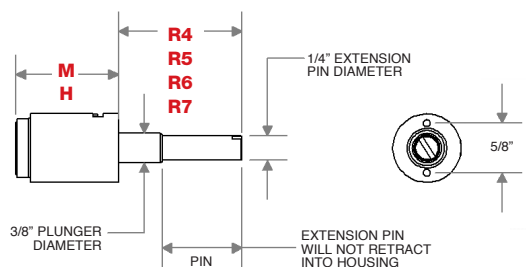 R4
R5
R6
R7
M
H
1/4" EXTENSION
PIN DIAMETER
5/8"
3/8" PLUNGER
DIAMETER
PIN
EXTENSION PIN
WILL NOT RETRACT
INTO HOUSING